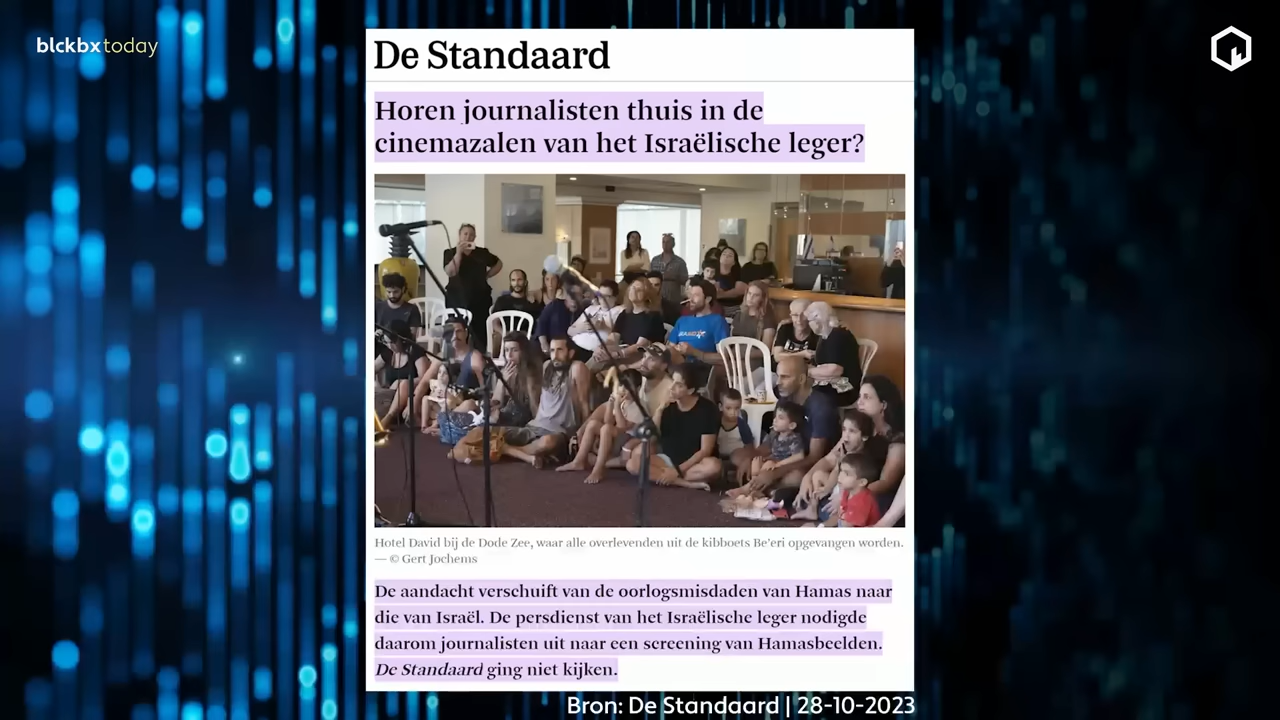 blckbxtoday
De Standaard
Horen journalisten thuis in de
cinemazalen van het Israëlische leger?
Hotel David bij de Dode Zee, waar alle overlevenden uit de kibboets Be'eri opgevangen worden.
— © Gert Jochems
De aandacht verschuift van de oorlogsmisdaden van Hamas naar
die van Israël. De persdienst van het Israëlische leger nodigde
daarom journalisten uit naar een screening van Hamasbeelden.
De Standaard ging niet kijken.
Bron: De Standaard | 28-10-2023